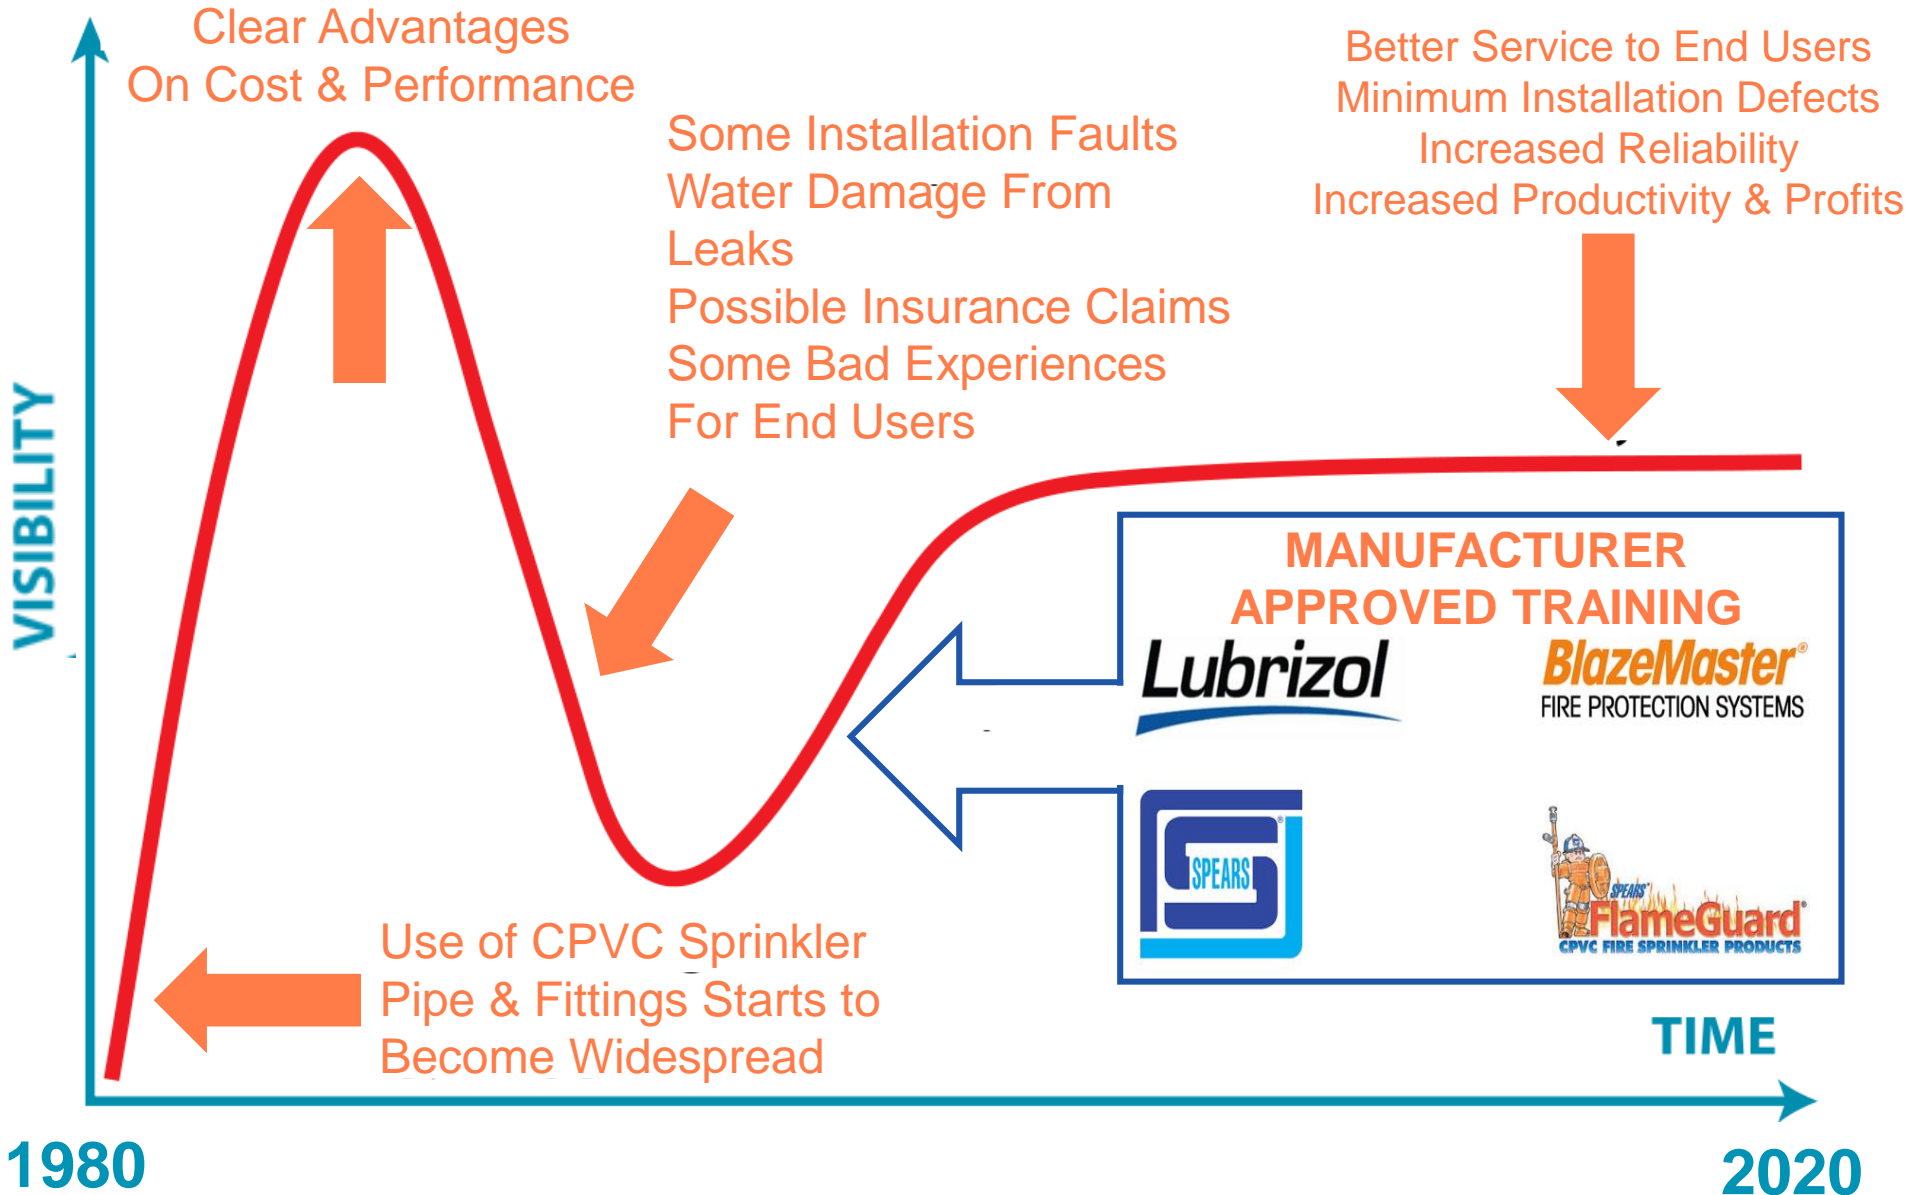 Clear Advantages
On Cost & Performance
Better Service to End Users
Minimum Installation Defects
Increased Reliability
Increased Productivity & Profits
Some Installation Faults
Water Damage From
Leaks
Possible Insurance Claims
Some Bad Experiences
For End Users
VISIBILITY
MANUFACTURER
APPROVED TRAINING
Lubrizol
BlazeMaster®
FIRE PROTECTION SYSTEMS
SPEARS®
SPEARS®
FlameGuard®
CPVC FIRE SPRINKLER PRODUCTS
Use of CPVC Sprinkler
Pipe & Fittings Starts to
Become Widespread
TIME
1980
2020